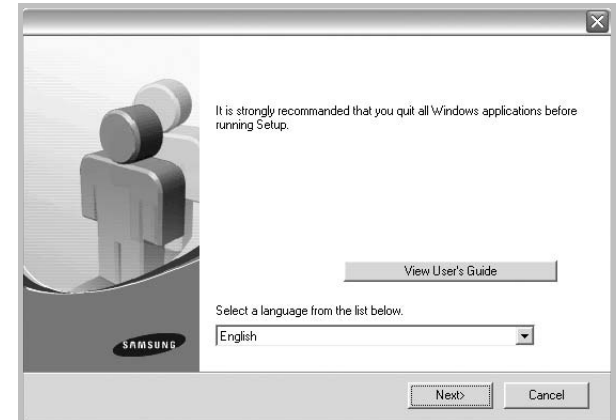 It is strongly recommanded that you quit all Windows applications before
running Setup.
View User's Guide
Select a language from the list below.
English
SAMSUNG
Next>
Cancel